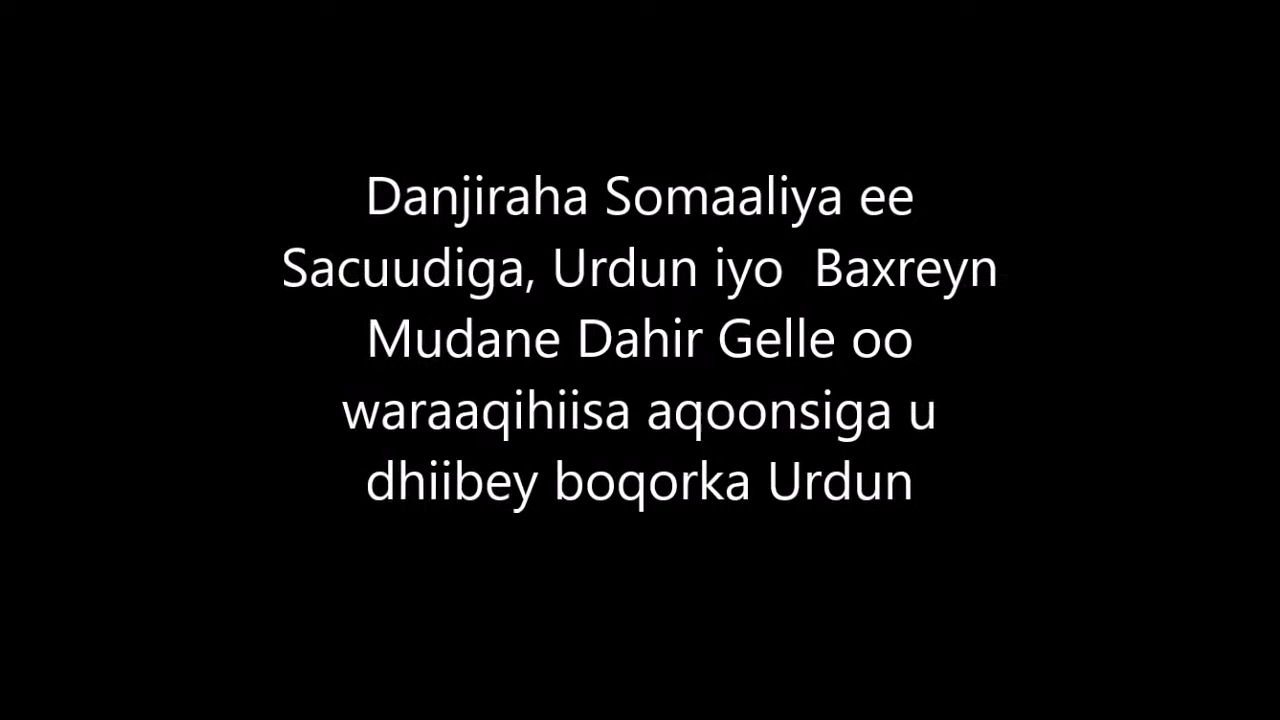 Danjiraha Somaaliya ee
Sacuudiga, Urdun iyo  Baxreyn
Mudane Dahir Gelle oo
waraaqihiisa aqoonsiga u
dhiibey boqorka Urdun